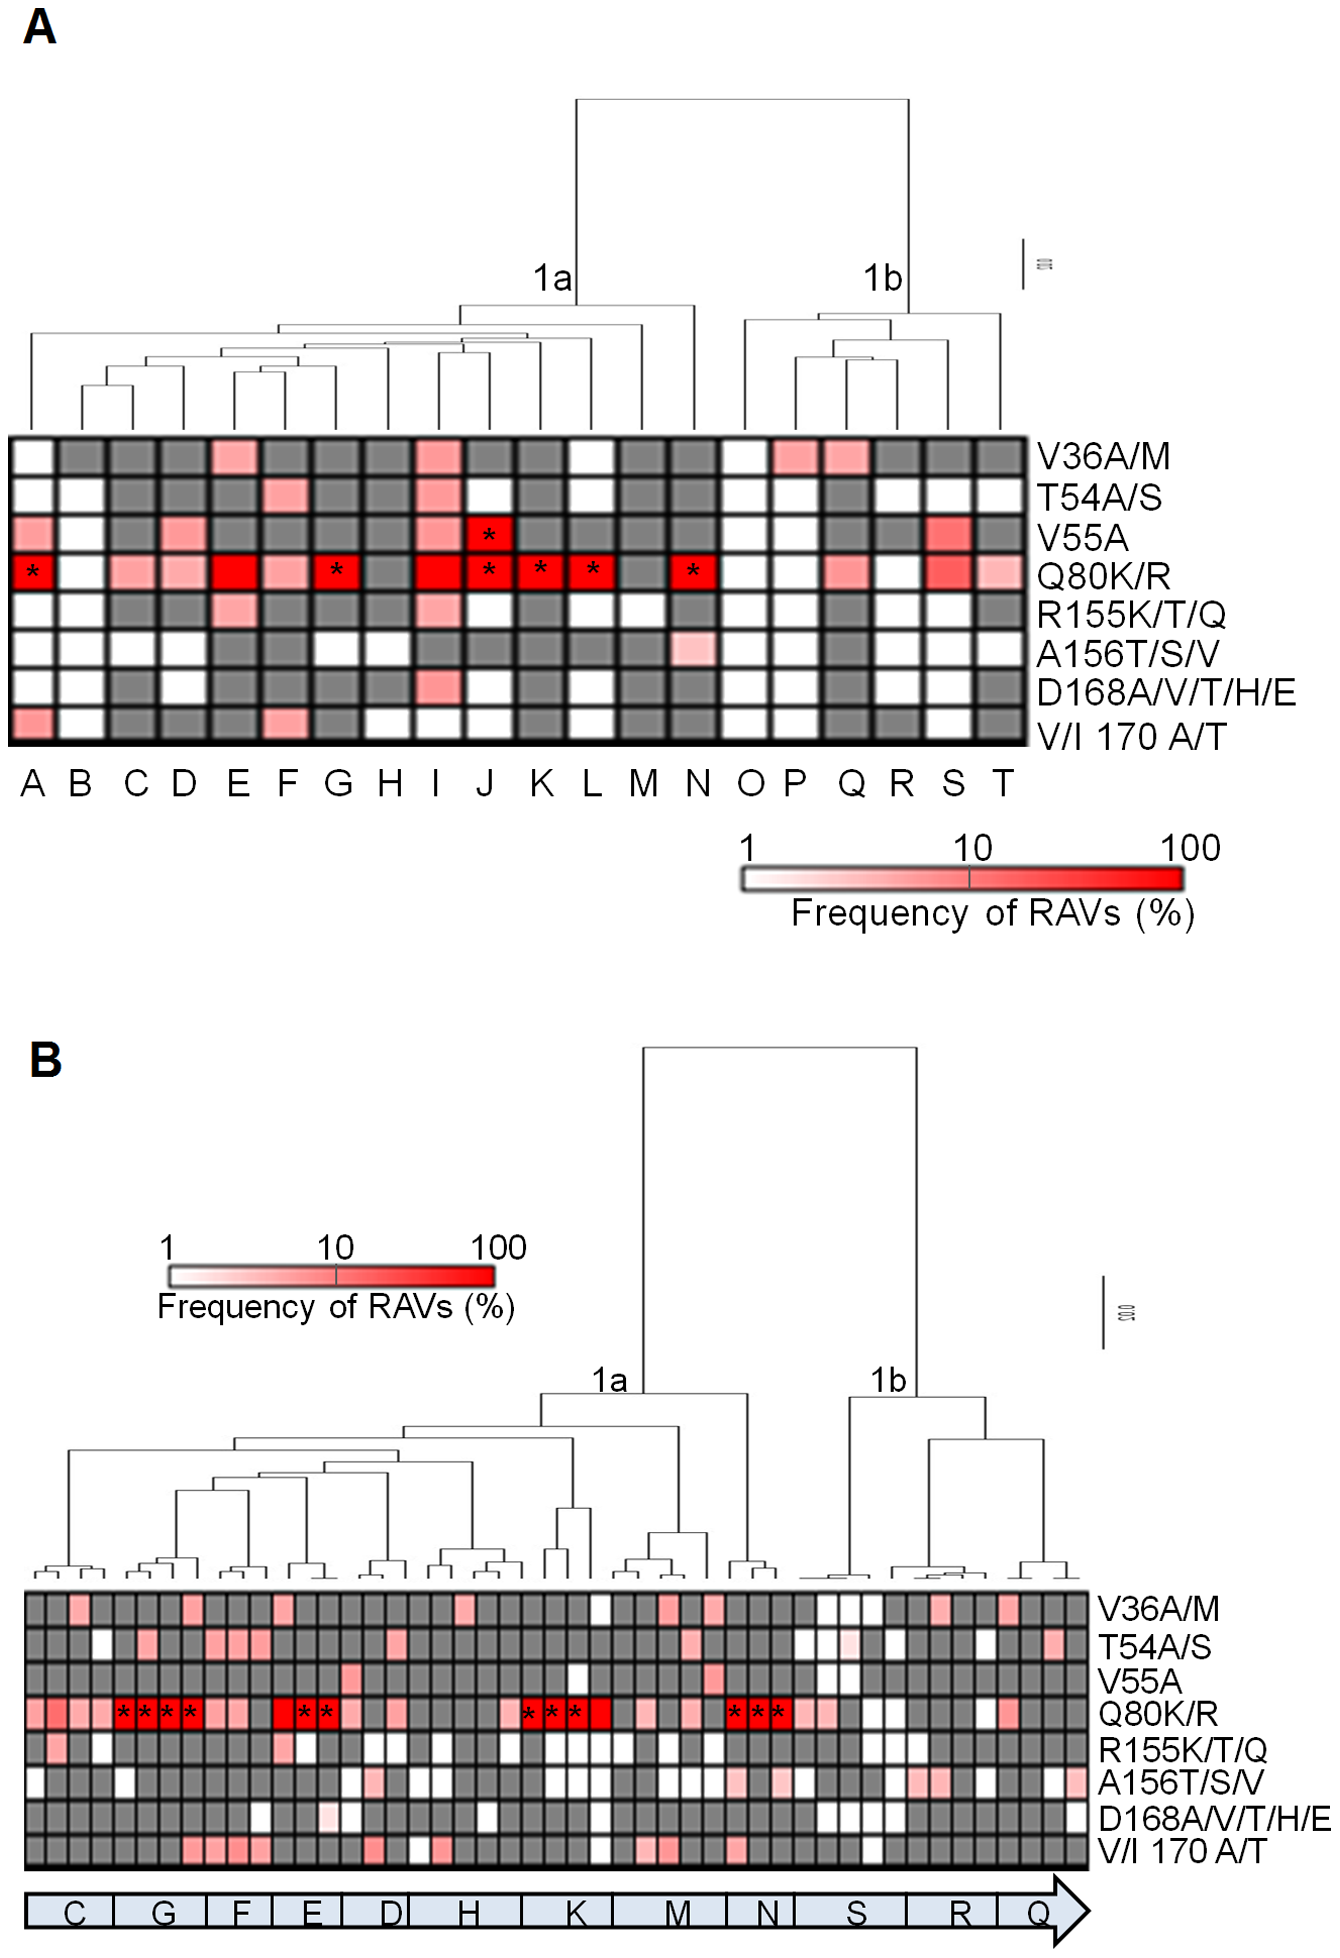 A
1a 1b
V36A/M
T54A/S
* V55A
* * * * * * Q80K/R
R155K/T/Q
A156T/S/V
D168A/V/T/H/E
V/I 170 A/T
A B C D E F G H I J K L M N O P Q R S T
1 10 100
Frequency of RAVs (%)
B
1 10 100
Frequency of RAVs (%)
1a 1b
V36A/M
T54A/S
V55A
* * * * * * * * * * * * Q80K/R
R155K/T/Q
A156T/S/V
D168A/V/T/H/E
V/I 170 A/T
C G F E D H K M N S R Q